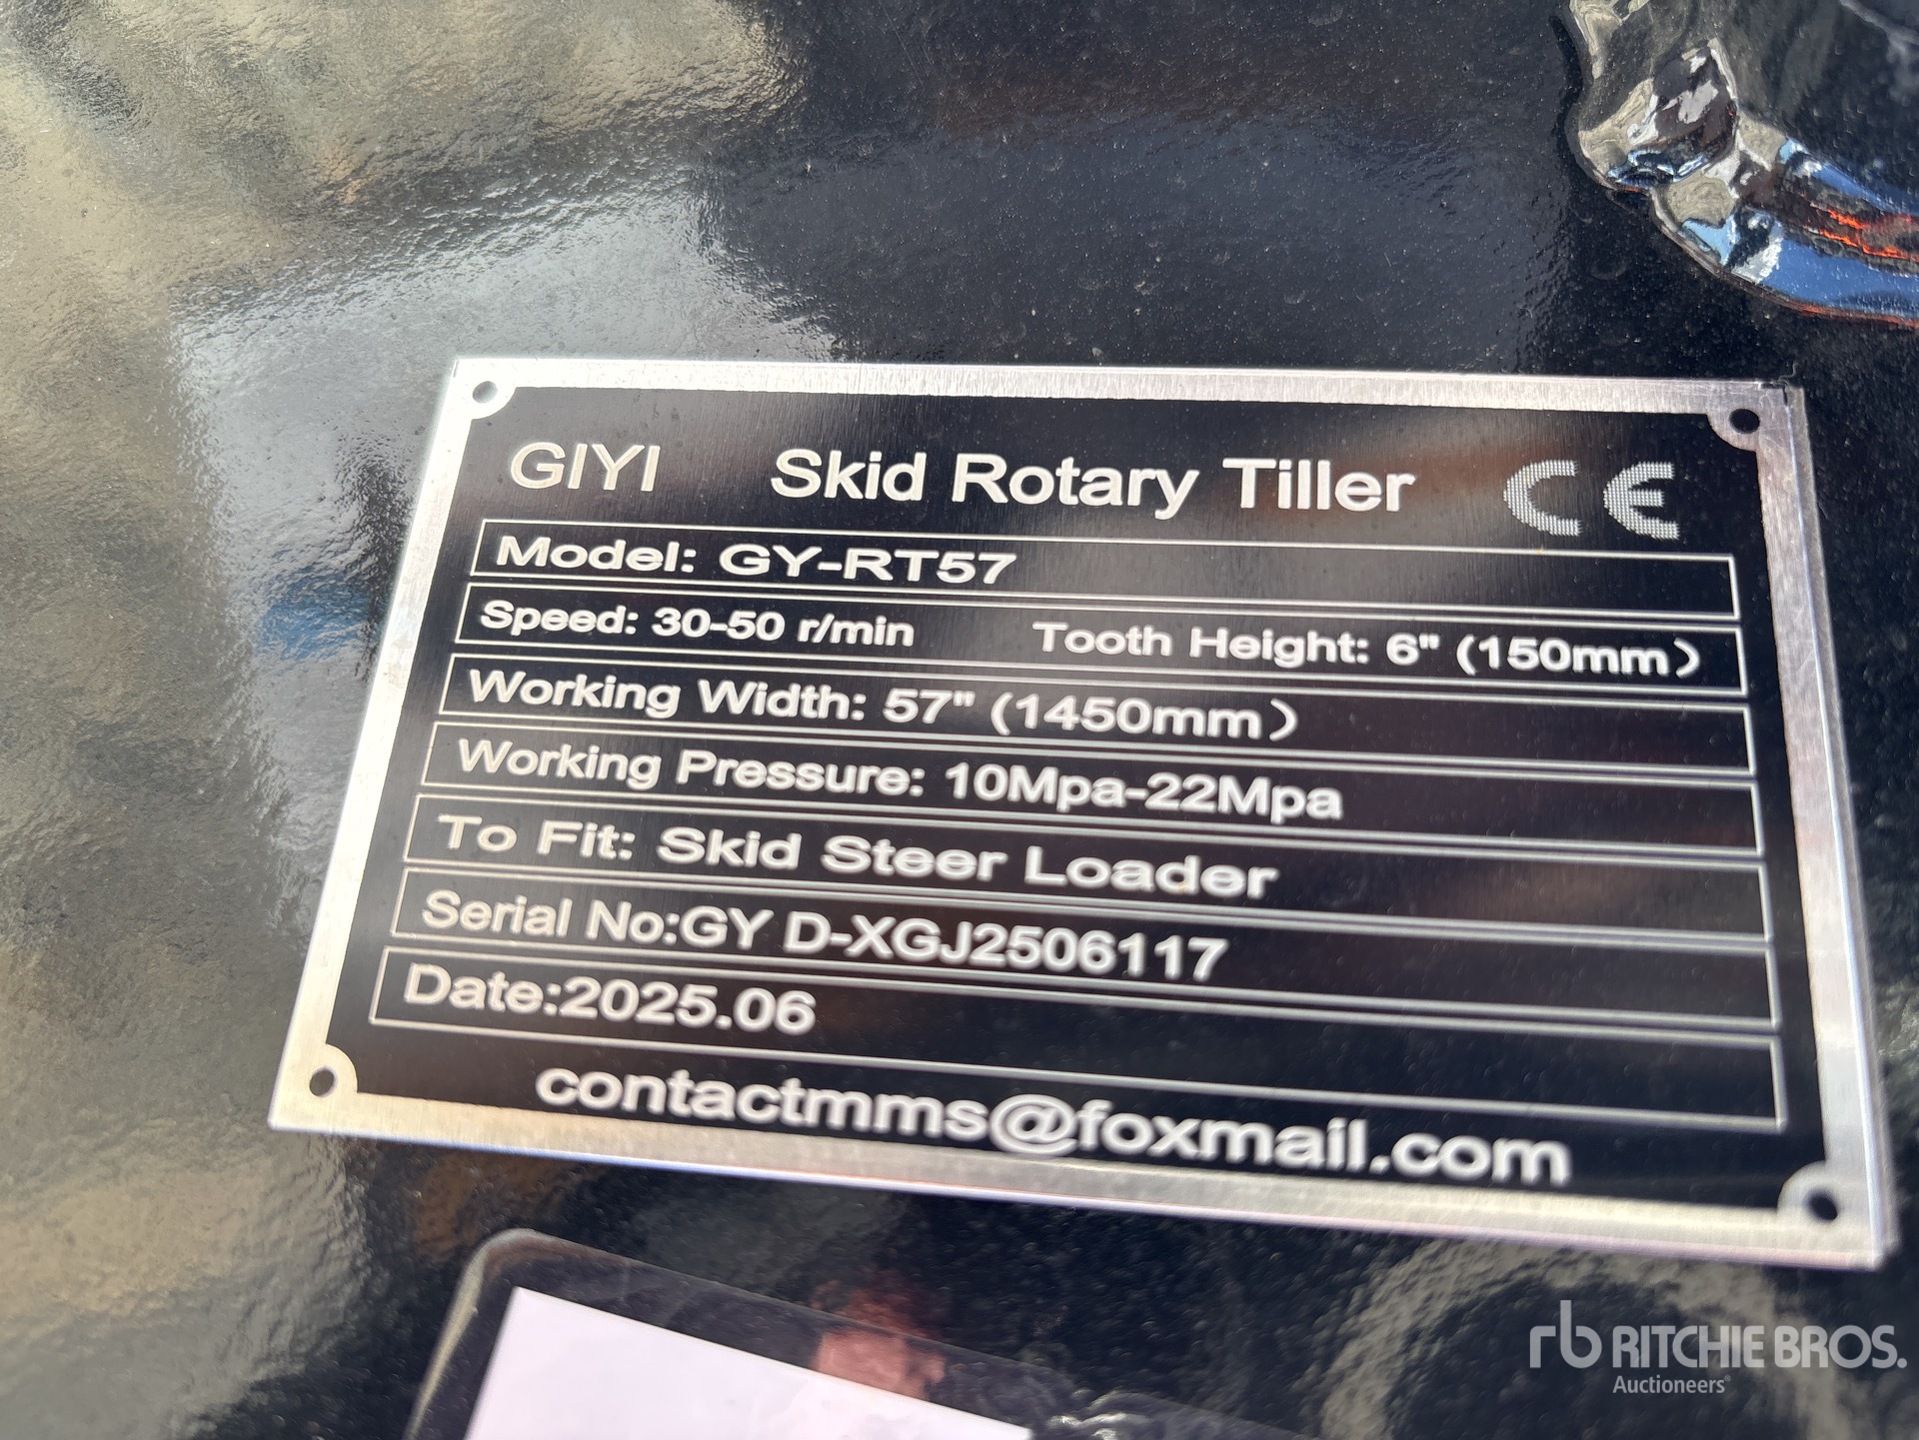 GIYI Skid Rotary Tiller CE
Model: GY-RT57
Speed: 30-50 r/min Tooth Height: 6" (150mm)
Working Width: 57" (1450mm)
Working Pressure: 10Mpa-22Mpa
To Fit: Skid Steer Loader
Serial No:GY D-XGJ2506117
Date:2025.06
contactmms@foxmail.com
rb RITCHIE BROS.
Auctioneers